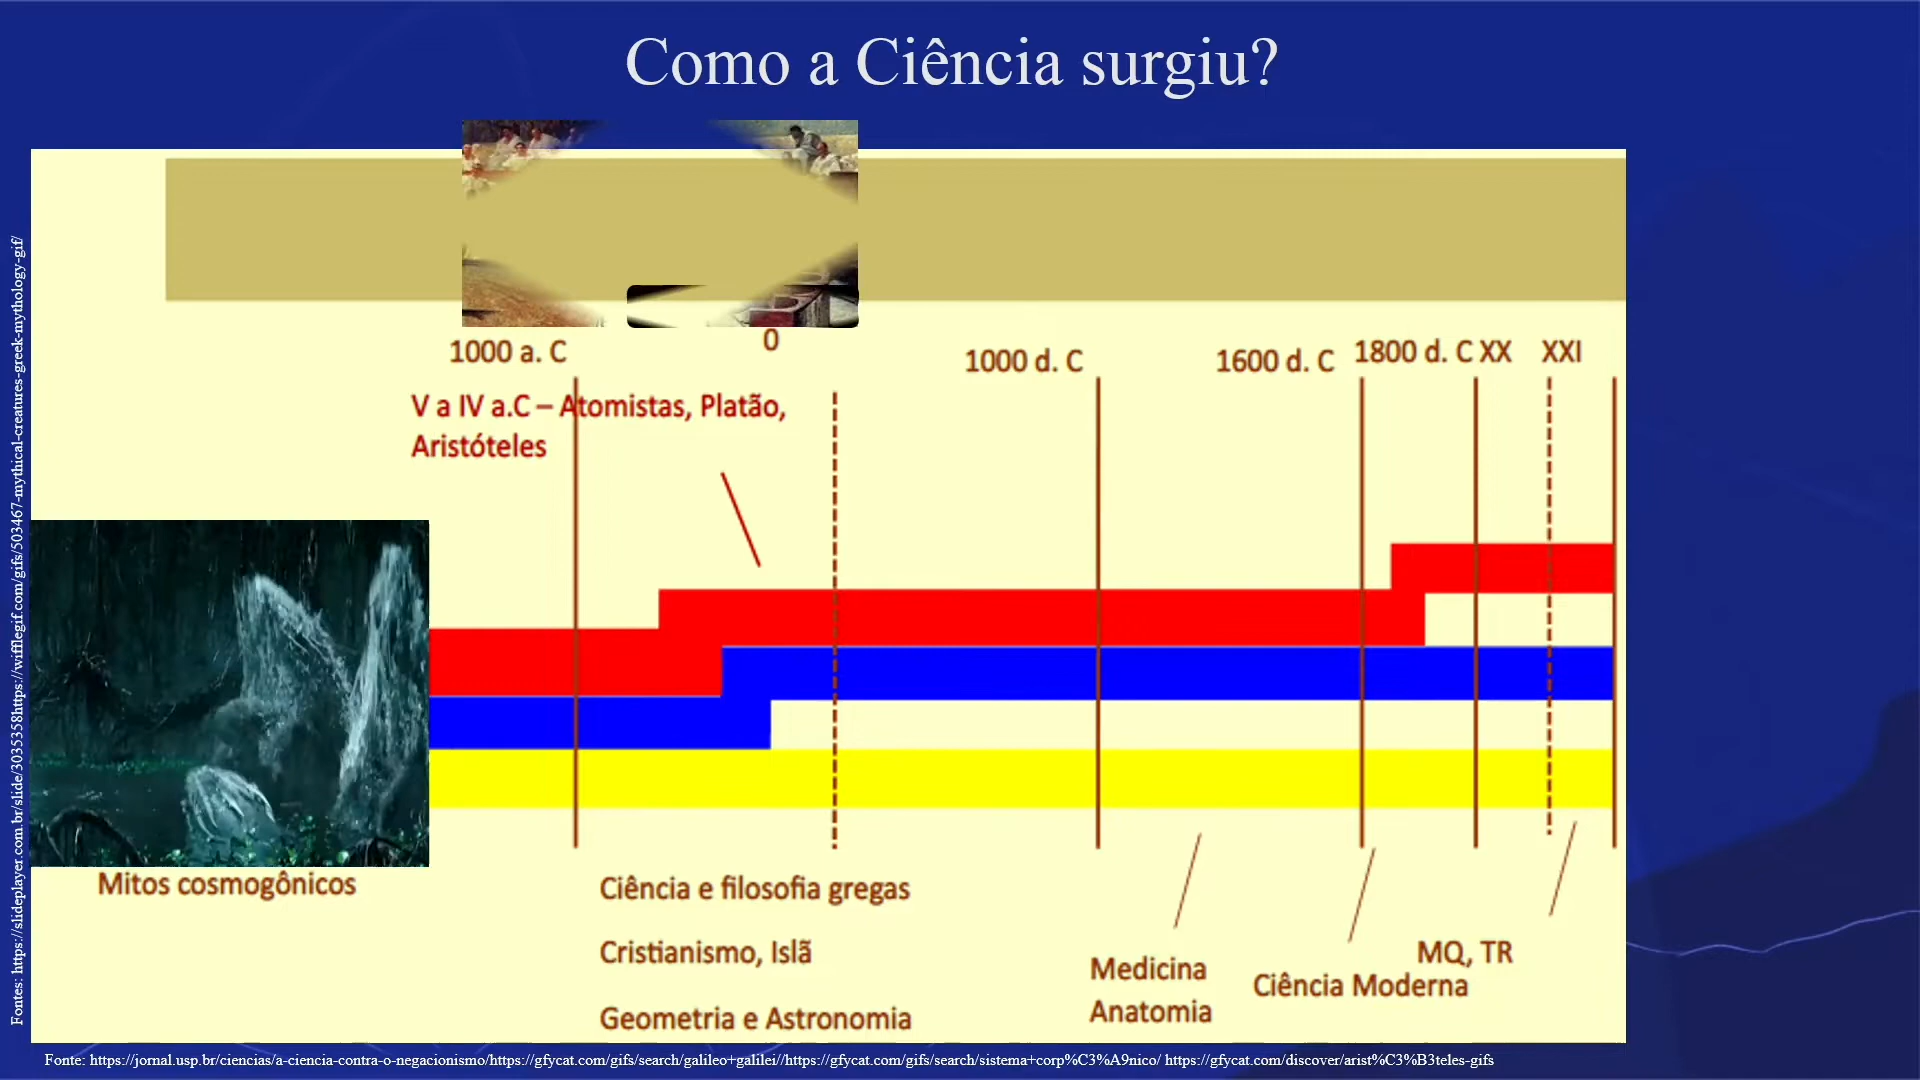 Como a Ciência surgiu?
1000 a. C
0
1000 d. C
1600 d. C
1800 d. C
XX
XXI
V a IV a.C – Atomistas, Platão,
Aristóteles
Mitos cosmogônicos
Ciência e filosofia gregas
Cristianismo, Islã
Geometria e Astronomia
Medicina
Anatomia
Ciência Moderna
MQ, TR
Fontes: https://slideplayer.com.br/slide/3035358https://wifflegif.com/gifs/503467-mythical-creatures-greek-mythology-gif/
Fonte: https://jornal.usp.br/ciencias/a-ciencia-contra-o-negacionismo/https://gfycat.com/gifs/search/galileo+galilei//https://gfycat.com/gifs/search/sistema+corp%C3%A9nico/ https://gfycat.com/discover/arist%C3%B3teles-gifs